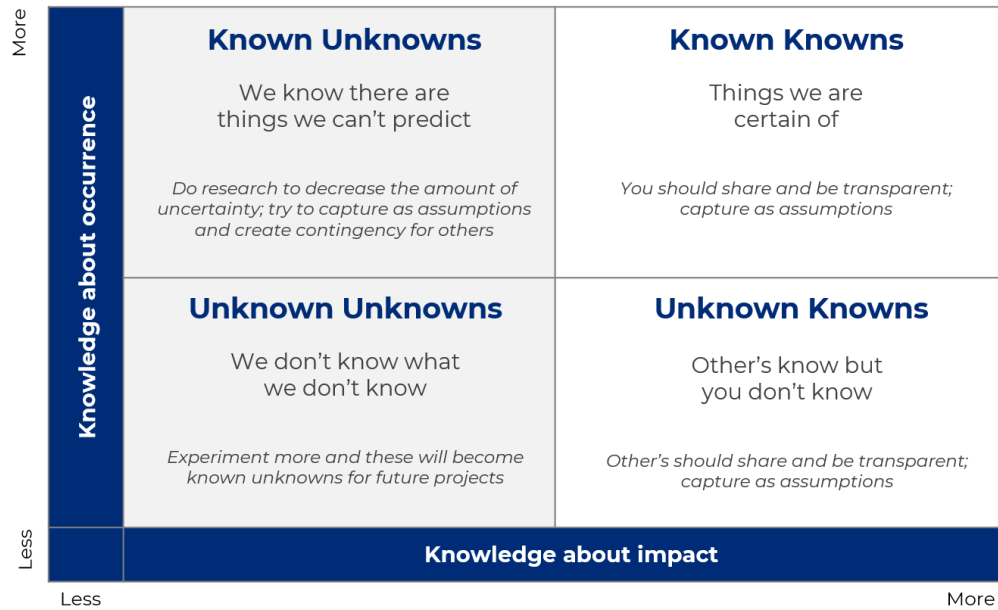 More
Knowledge about occurrence
Less
Known Unknowns
We know there are
things we can't predict
Do research to decrease the amount of
uncertainty; try to capture as assumptions
and create contingency for others
Known Knowns
Things we are
certain of
You should share and be transparent;
capture as assumptions
Unknown Unknowns
We don't know what
we don't know
Experiment more and these will become
known unknowns for future projects
Unknown Knowns
Other's know but
you don't know
Other's should share and be transparent;
capture as assumptions
Knowledge about impact
Less
More